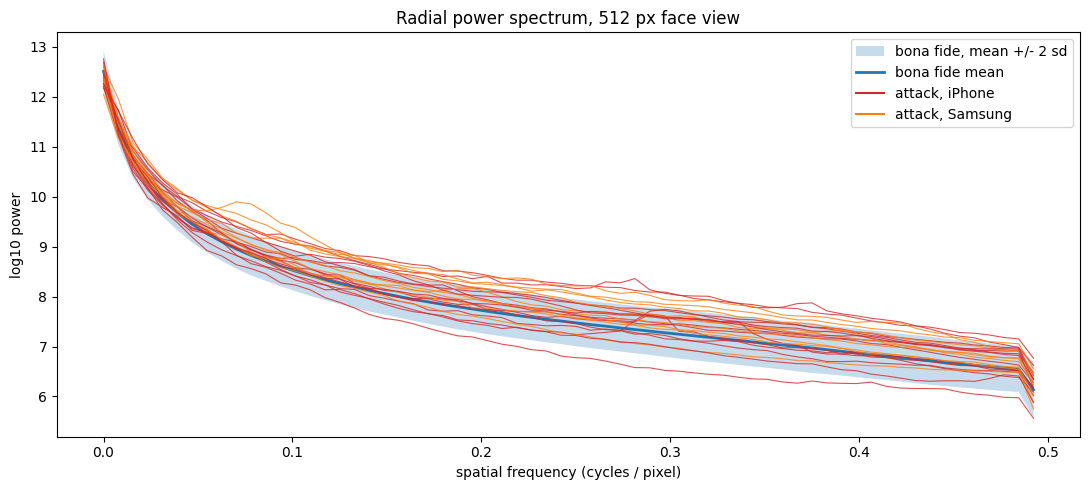 Radial power spectrum, 512 px face view
13
12
11
10
9
8
7
6
log10 power
bona fide, mean +/- 2 sd
bona fide mean
attack, iPhone
attack, Samsung
0.0 0.1 0.2 0.3 0.4 0.5
spatial frequency (cycles / pixel)